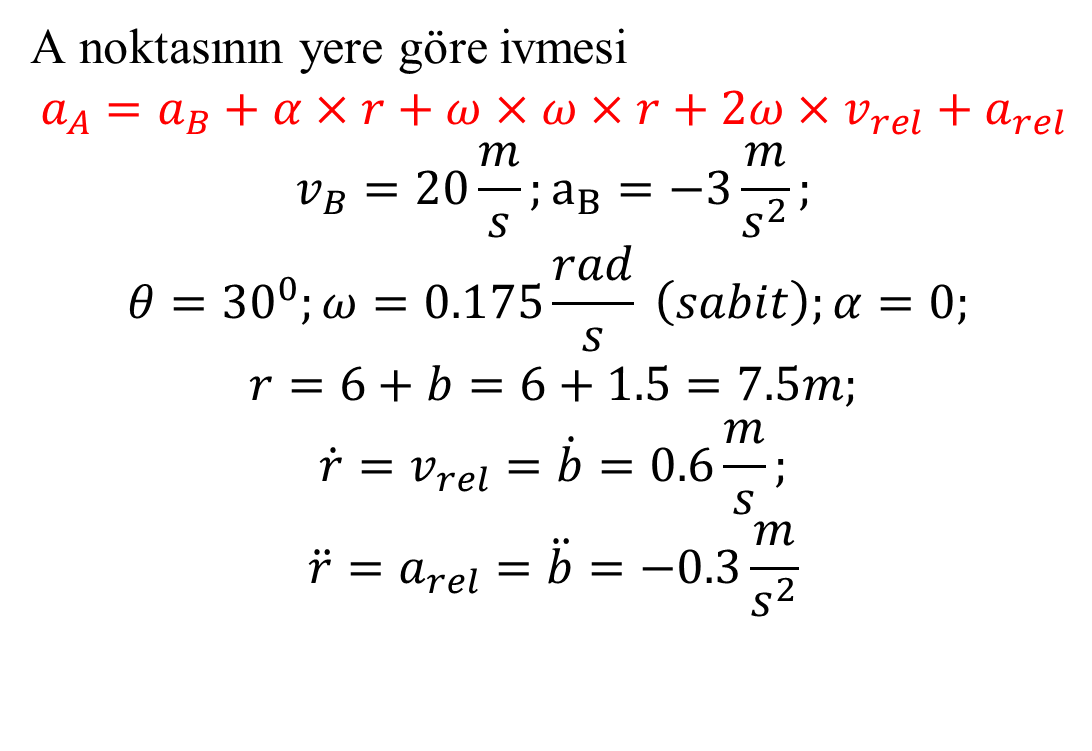 A noktasının yere göre ivmesi
a_A = a_B + α × r + ω × ω × r + 2ω × v_rel + a_rel
v_B = 20 m/s ; a_B = −3 m/s² ;
θ = 30⁰; ω = 0.175 rad/s (sabit); α = 0;
r = 6 + b = 6 + 1.5 = 7.5m;
ṙ = v_rel = ḃ = 0.6 m/s ;
r̈ = a_rel = b̈ = −0.3 m/s²